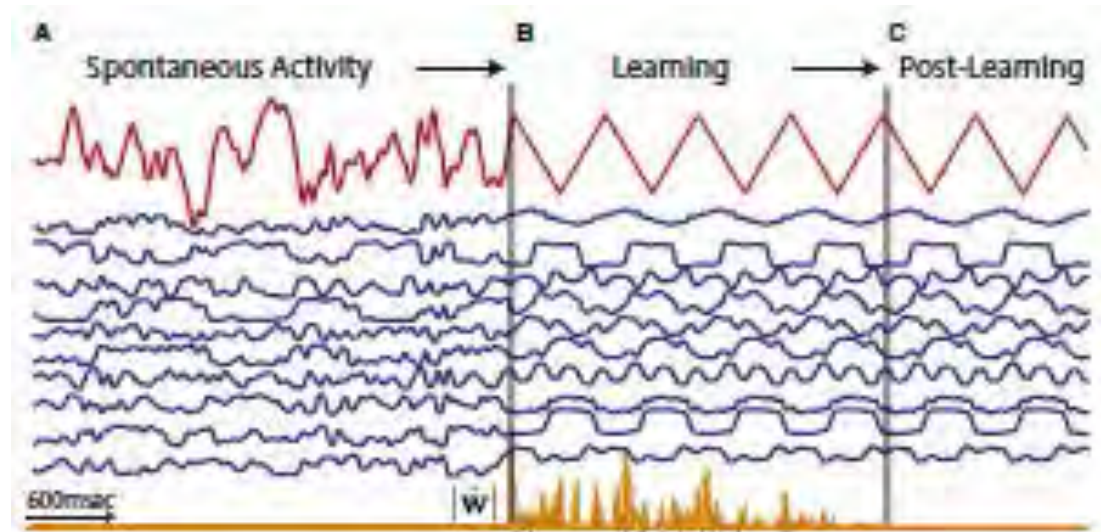 A
B
C
Spontaneous Activity
Learning
Post-Learning
600msec
|Ẇ|